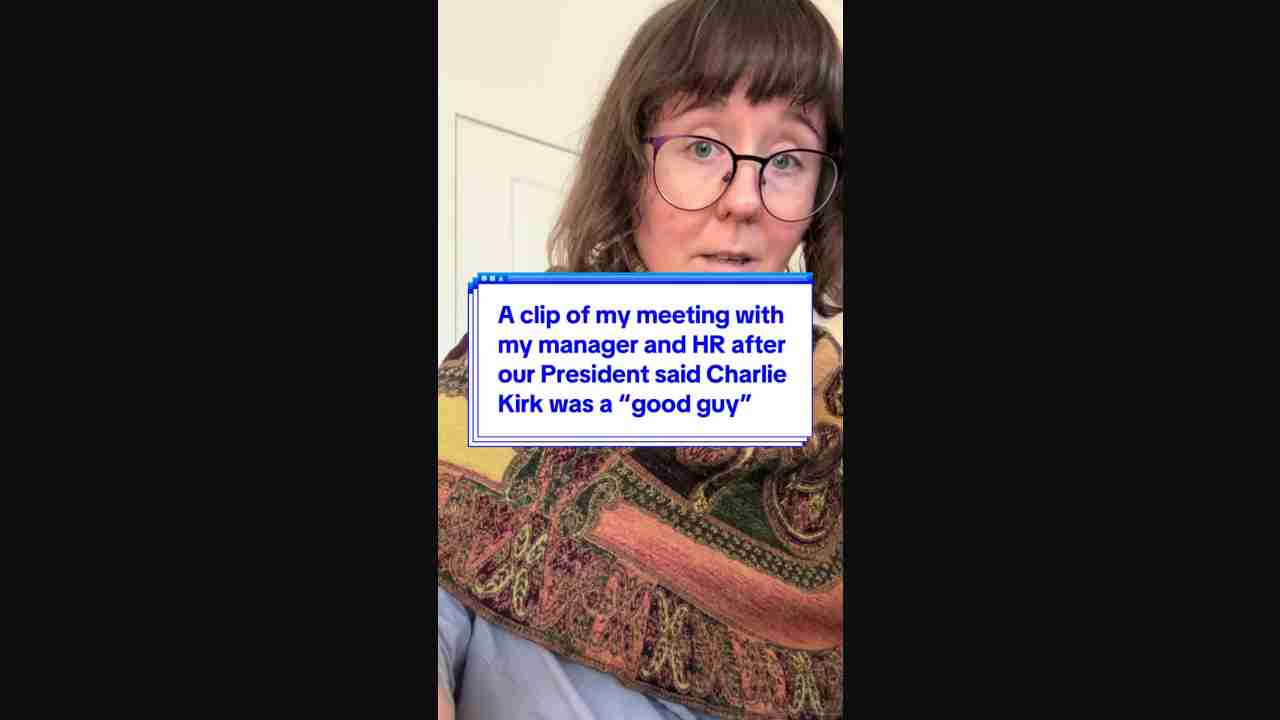 A clip of my meeting with
my manager and HR after
our President said Charlie
Kirk was a “good guy”